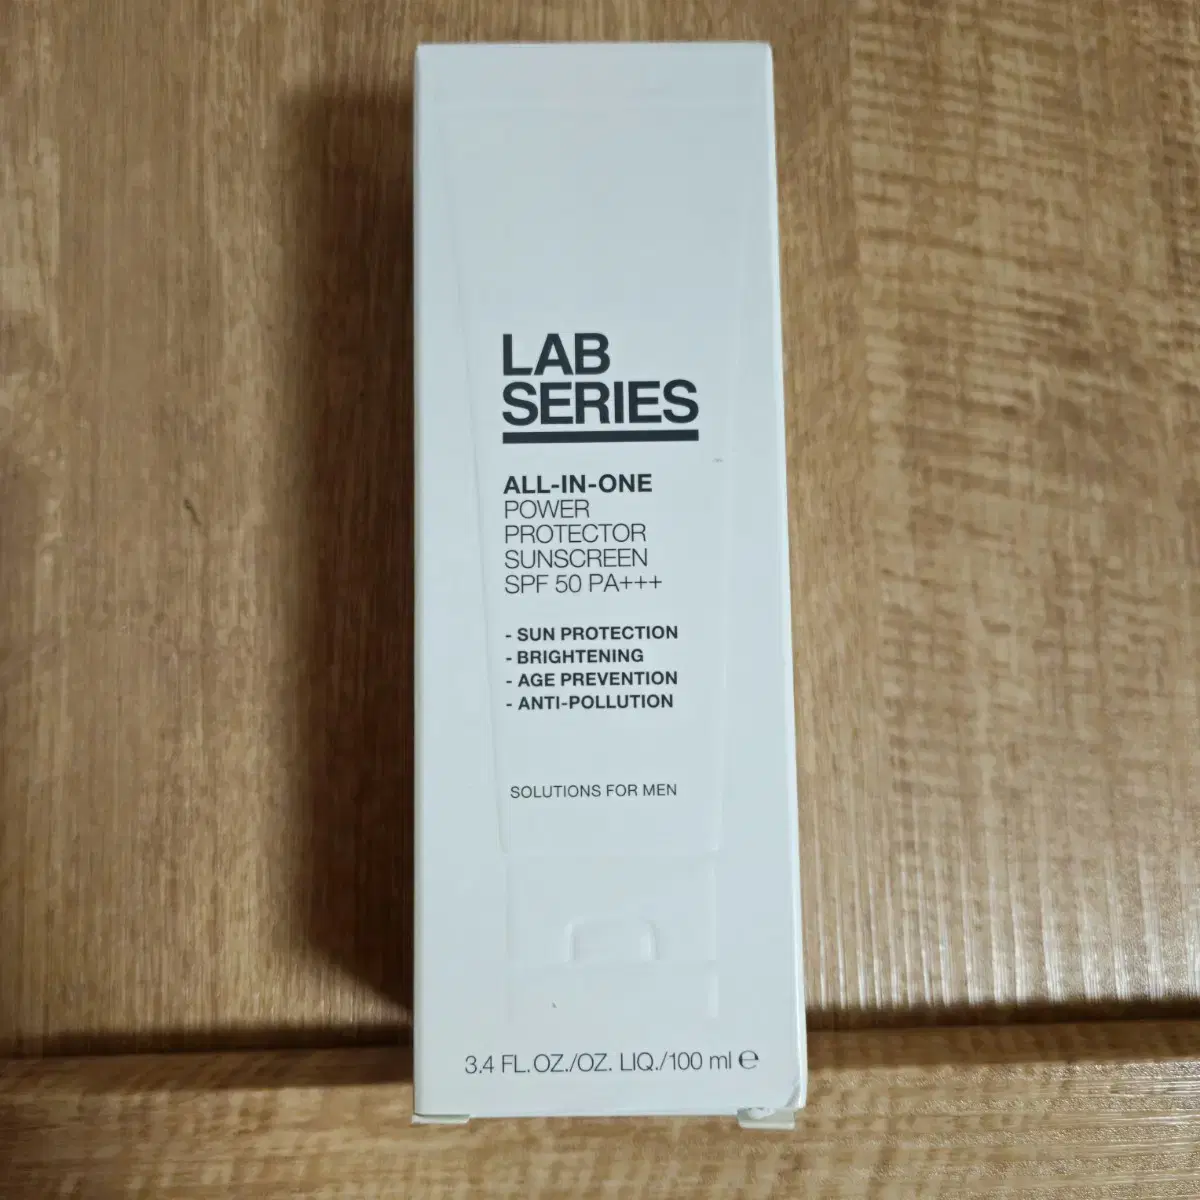 LAB
SERIES
ALL-IN-ONE
POWER
PROTECTOR
SUNSCREEN
SPF 50 PA+++
- SUN PROTECTION
- BRIGHTENING
- AGE PREVENTION
- ANTI-POLLUTION
SOLUTIONS FOR MEN
3.4 FL. OZ./OZ. LIQ./100 ml ℮